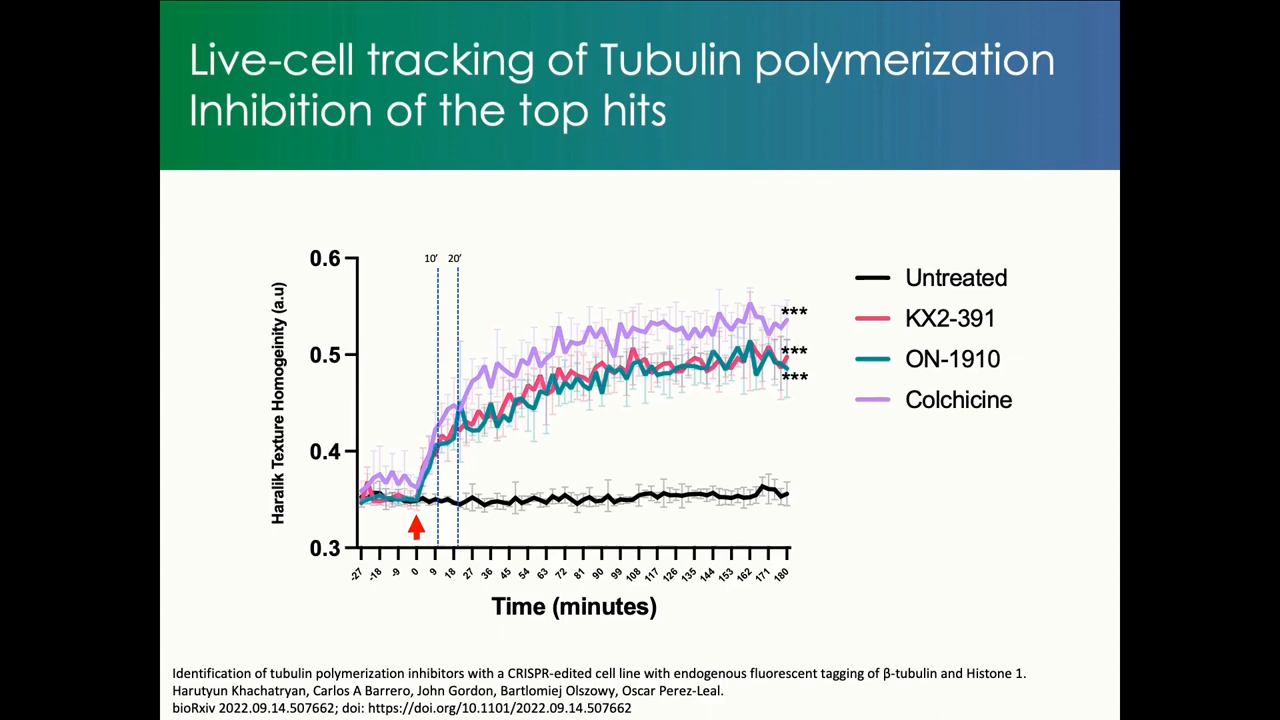 Live-cell tracking of Tubulin polymerization
Inhibition of the top hits
0.6
0.5
0.4
0.3
Haralik Texture Homogeinity (a.u)
10’
20’
***
***
***
Untreated
KX2-391
ON-1910
Colchicine
-27 -18 -9 0 9 18 27 36 45 54 63 72 81 90 99 108 117 126 135 144 153 162 171 180
Time (minutes)
Identification of tubulin polymerization inhibitors with a CRISPR-edited cell line with endogenous fluorescent tagging of β-tubulin and Histone 1.
Harutyun Khachatryan, Carlos A Barrero, John Gordon, Bartlomiej Olszowy, Oscar Perez-Leal.
bioRxiv 2022.09.14.507662; doi: https://doi.org/10.1101/2022.09.14.507662